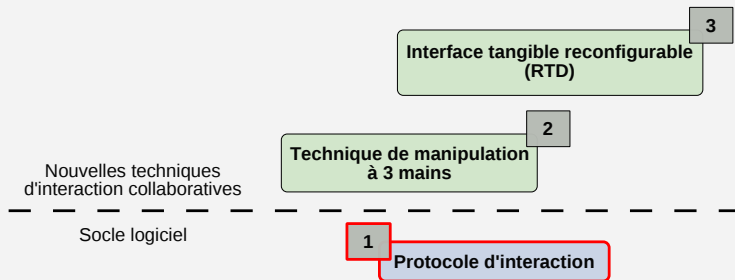 3
Interface tangible reconfigurable
(RTD)
2
Technique de manipulation
à 3 mains
Nouvelles techniques
d'interaction collaboratives
Socle logiciel
1
Protocole d'interaction